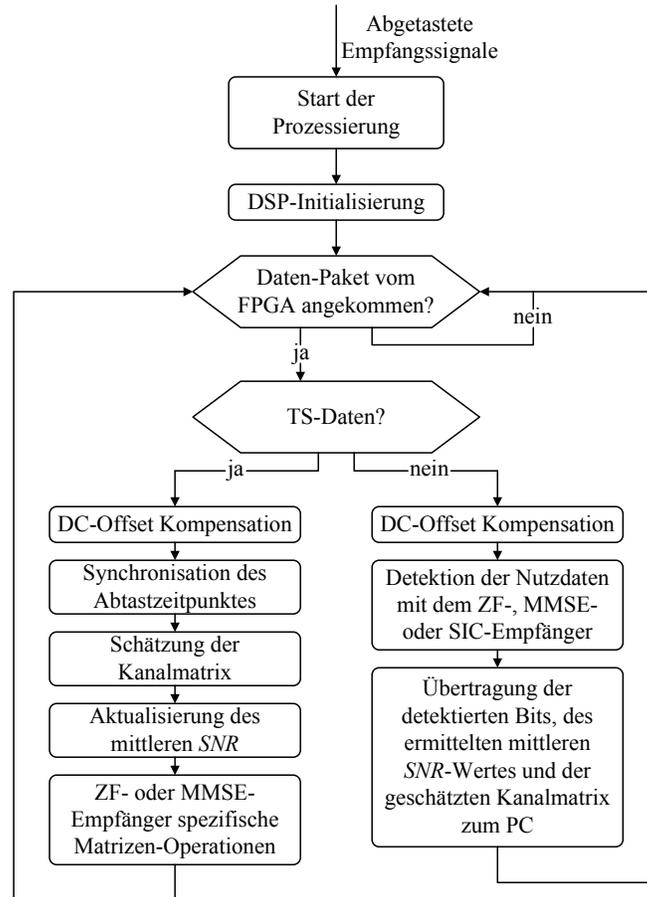 Abgetastete
Empfangssignale
Start der
Prozessierung
DSP-Initialisierung
Daten-Paket vom
FPGA angekommen?
nein
ja
TS-Daten?
ja
nein
DC-Offset Kompensation
Synchronisation des
Abtastzeitpunktes
Schätzung der
Kanalmatrix
Aktualisierung des
mittleren SNR
ZF- oder MMSE-
Empfänger spezifische
Matrizen-Operationen
DC-Offset Kompensation
Detektion der Nutzdaten
mit dem ZF-, MMSE-
oder SIC-Empfänger
Übertragung der
detektierten Bits, des
ermittelten mittleren
SNR-Wertes und der
geschätzten Kanalmatrix
zum PC